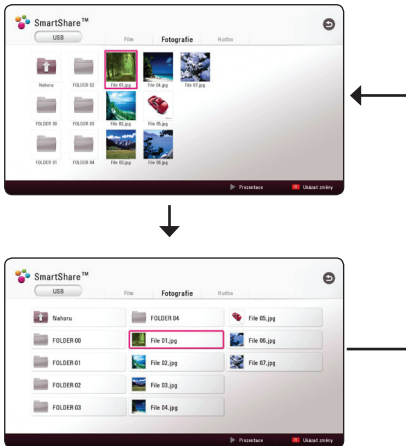 SmartShare™
USB Film Fotografie Hudba
Nahoru FOLDER 02 File 01.jpg File 04.jpg File 07.jpg
FOLDER 00 FOLDER 03 File 02.jpg File 05.jpg
FOLDER 01 FOLDER 04 File 03.jpg File 06.jpg
Prezentace Ukázat změny
SmartShare™
USB Film Fotografie Hudba
Nahoru FOLDER 04 File 05.jpg
FOLDER 00 File 01.jpg File 06.jpg
FOLDER 01 File 02.jpg File 07.jpg
FOLDER 02 File 03.jpg
FOLDER 03 File 04.jpg
Prezentace Ukázat změny